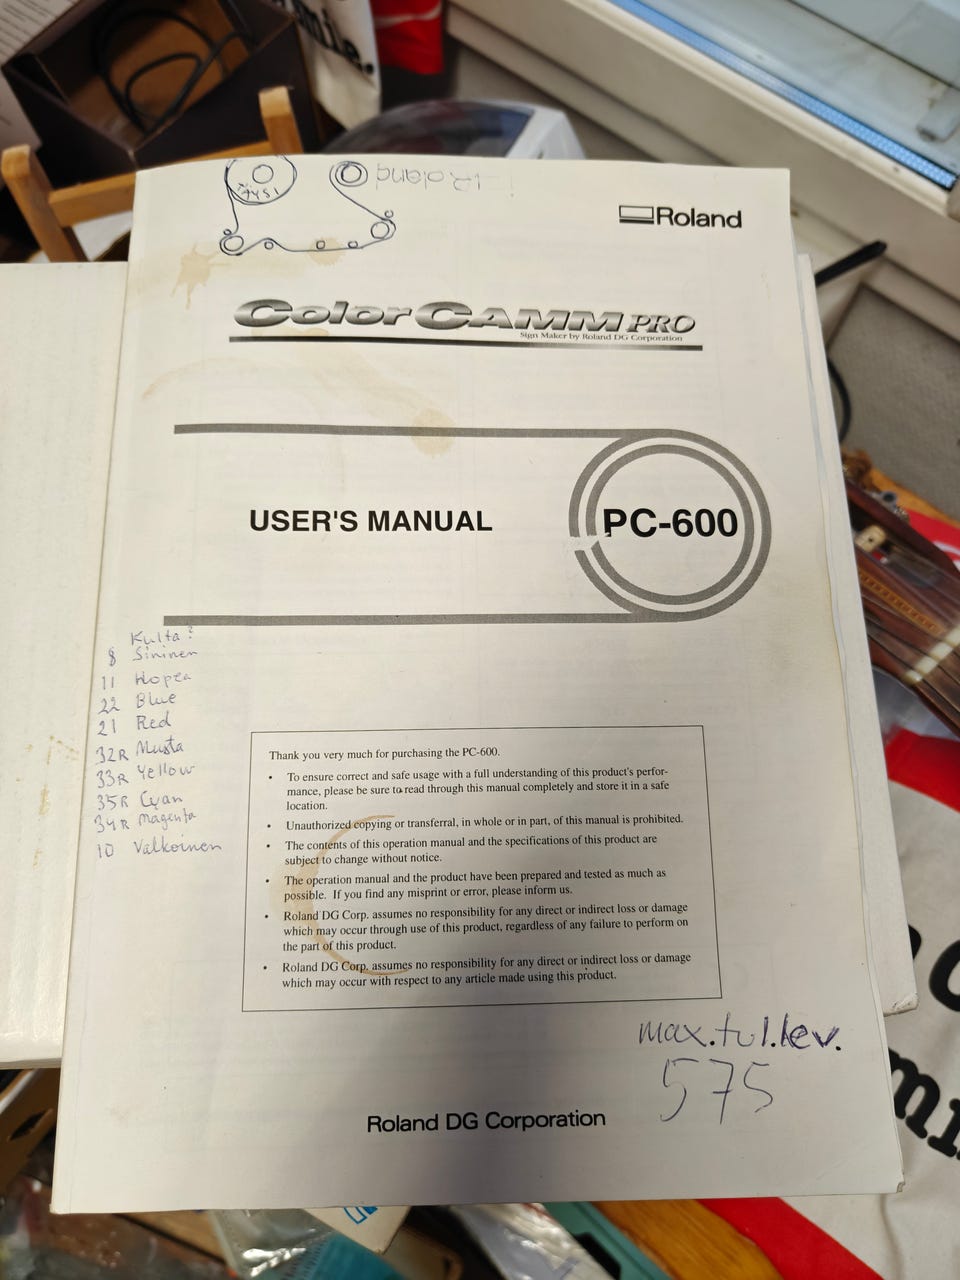 mile.
TÄYSI
Roland
Roland
ColorCAMM PRO
Sign Maker by Roland DG Corporation
USER'S MANUAL
PC-600
Kulta?
8 Sininen
11 Hopea
22 Blue
21 Red
32R Musta
33R Yellow
35R Cyan
34R Magenta
10 Valkoinen
Thank you very much for purchasing the PC-600.
• To ensure correct and safe usage with a full understanding of this product's perfor-
mance, please be sure to read through this manual completely and store it in a safe
location.
• Unauthorized copying or transferral, in whole or in part, of this manual is prohibited.
• The contents of this operation manual and the specifications of this product are
subject to change without notice.
• The operation manual and the product have been prepared and tested as much as
possible. If you find any misprint or error, please inform us.
• Roland DG Corp. assumes no responsibility for any direct or indirect loss or damage
which may occur through use of this product, regardless of any failure to perform on
the part of this product.
• Roland DG Corp. assumes no responsibility for any direct or indirect loss or damage
which may occur with respect to any article made using this product.
max.tul.lev.
575
Roland DG Corporation